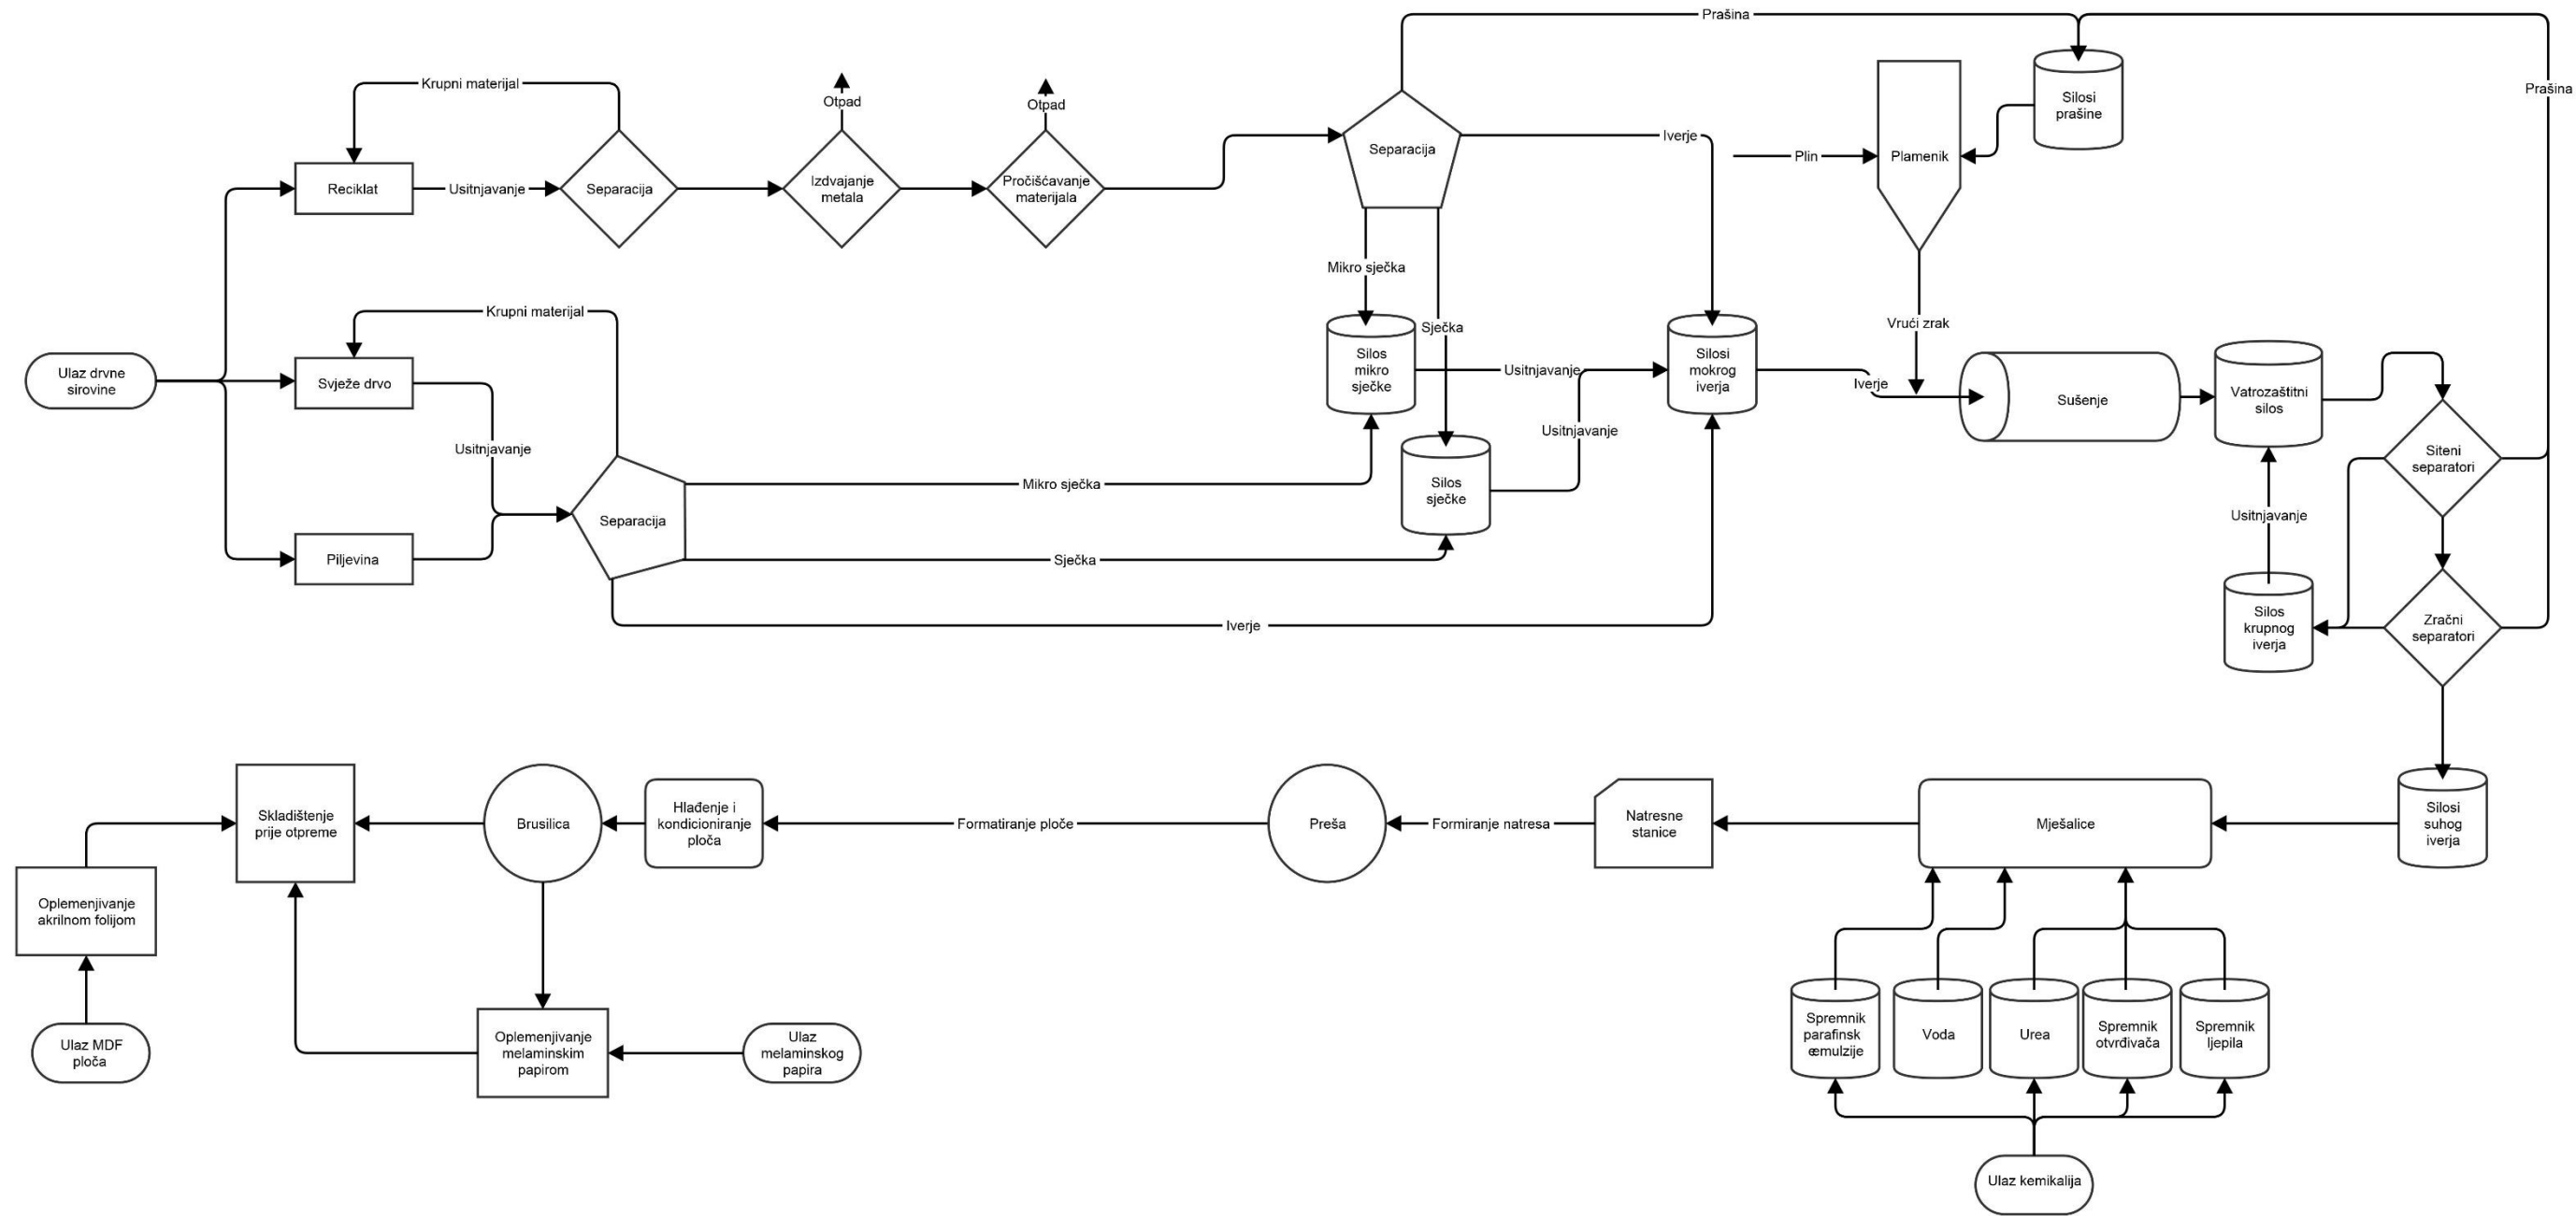 Prašina
Krupni materijal
Otpad
Otpad
Silosi
prašine
Prašina
Separacija
Iverje
Plin
Plamenik
Reciklat
Usitnjavanje
Separacija
Izdvajanje
metala
Pročišćavanje
materijala
Mikro sječka
Krupni materijal
Vrući zrak
Sječka
Ulaz drvne
sirovine
Svježe drvo
Silos
mikro
sječke
Usitnjavanje
Silosi
mokrog
iverja
Iverje
Sušenje
Vatrozaštitni
silos
Usitnjavanje
Usitnjavanje
Siteni
separatori
Mikro sječka
Silos
sječke
Separacija
Usitnjavanje
Piljevina
Sječka
Iverje
Silos
krupnog
iverja
Zračni
separatori
Skladištenje
prije otpreme
Brusilica
Hlađenje i
kondicioniranje
ploča
Formatiranje ploče
Preša
Formiranje natresa
Natresne
stanice
Mješalice
Silosi
suhog
iverja
Oplemenjivanje
akrilnom folijom
Ulaz MDF
ploča
Oplemenjivanje
melaminskim
papirom
Ulaz
melaminskog
papira
Spremnik
parafinsk
emulzije
Voda
Urea
Spremnik
otvrđivača
Spremnik
ljepila
Ulaz kemikalija